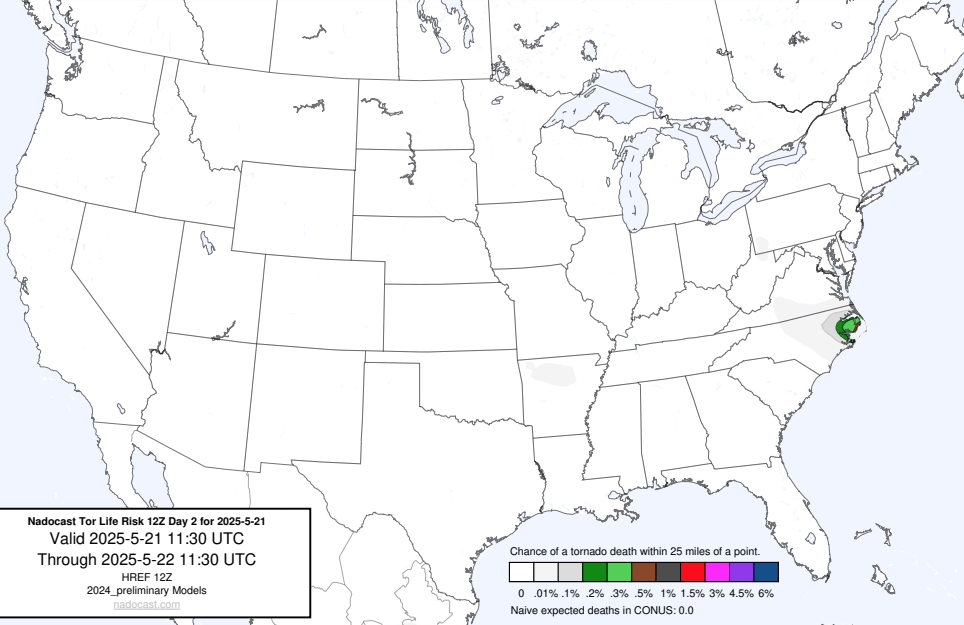 Nadocast Tor Life Risk 12Z Day 2 for 2025-5-21
Valid 2025-5-21 11:30 UTC
Through 2025-5-22 11:30 UTC
HREF 12Z
2024_preliminary Models
nadocast.com
Chance of a tornado death within 25 miles of a point.
0 .01% .1% .2% .3% .5% 1% 1.5% 3% 4.5% 6%
Naive expected deaths in CONUS: 0.0